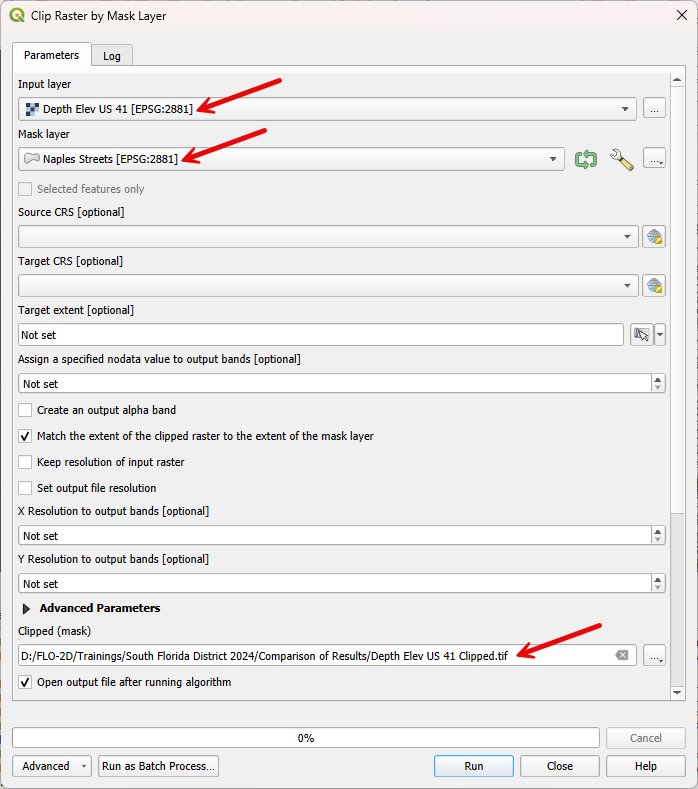 Clip Raster by Mask Layer
Parameters
Log
Input layer
Depth Elev US 41 [EPSG:2881]
...
Mask layer
Naples Streets [EPSG:2881]
...
Selected features only
Source CRS [optional]
Target CRS [optional]
Target extent [optional]
Not set
Assign a specified nodata value to output bands [optional]
Not set
Create an output alpha band
Match the extent of the clipped raster to the extent of the mask layer
Keep resolution of input raster
Set output file resolution
X Resolution to output bands [optional]
Not set
Y Resolution to output bands [optional]
Not set
Advanced Parameters
Clipped (mask)
D:/FLO-2D/Trainings/South Florida District 2024/Comparison of Results/Depth Elev US 41 Clipped.tif
...
Open output file after running algorithm
0%
Cancel
Advanced
Run as Batch Process...
Run
Close
Help